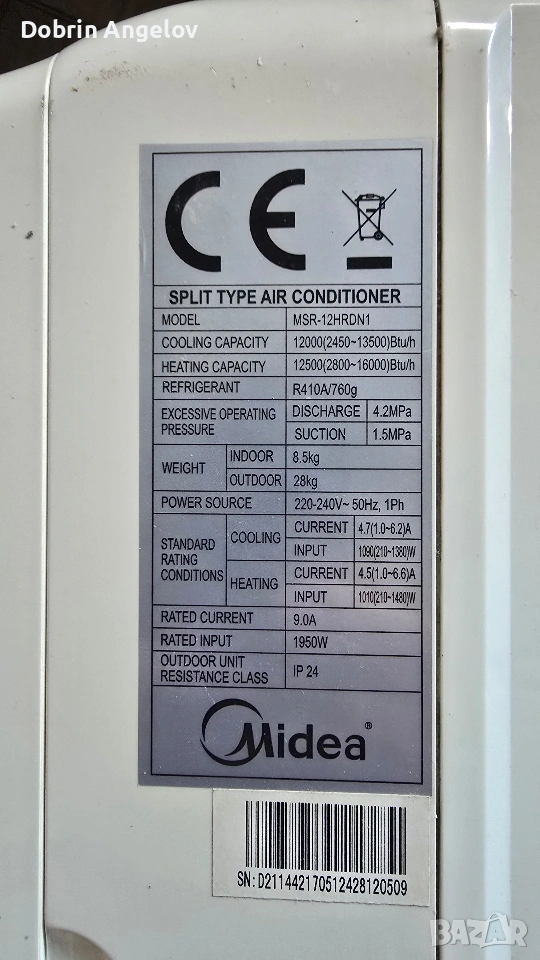 Dobrin Angelov
CE
SPLIT TYPE AIR CONDITIONER
MODEL MSR-12HRDN1
COOLING CAPACITY 12000(2450~13500)Btu/h
HEATING CAPACITY 12500(2800~16000)Btu/h
REFRIGERANT R410A/760g
EXCESSIVE OPERATING PRESSURE DISCHARGE 4.2MPa
SUCTION 1.5MPa
WEIGHT INDOOR 8.5kg
OUTDOOR 28kg
POWER SOURCE 220-240V~ 50Hz, 1Ph
STANDARD RATING CONDITIONS COOLING CURRENT 4.7(1.0~6.2)A
INPUT 1090(210~1380)W
HEATING CURRENT 4.5(1.0~6.6)A
INPUT 1010(210~1480)W
RATED CURRENT 9.0A
RATED INPUT 1950W
OUTDOOR UNIT RESISTANCE CLASS IP 24
Midea®
SN: D211442170512428120509
BAZAR